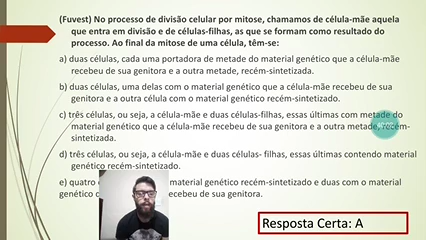 (Fuvest) No processo de divisão celular por mitose, chamamos de célula-mãe aquela
que entra em divisão e de células-filhas, as que se formam como resultado do
processo. Ao final da mitose de uma célula, têm-se:
a) duas células, cada uma portadora de metade do material genético que a célula-mãe
recebeu de sua genitora e a outra metade, recém-sintetizada.
b) duas células, uma delas com o material genético que a célula-mãe recebeu de sua
genitora e a outra célula com o material genético recém-sintetizado.
c) três células, ou seja, a célula-mãe e duas células-filhas, essas últimas com metade do
material genético que a célula-mãe recebeu de sua genitora e a outra metade, recém-
sintetizada.
d) três células, ou seja, a célula-mãe e duas células- filhas, essas últimas contendo material
genético recém-sintetizado.
e) quatro material genético recém-sintetizado e duas com o material
genético recebeu de sua genitora.
Resposta Certa: A